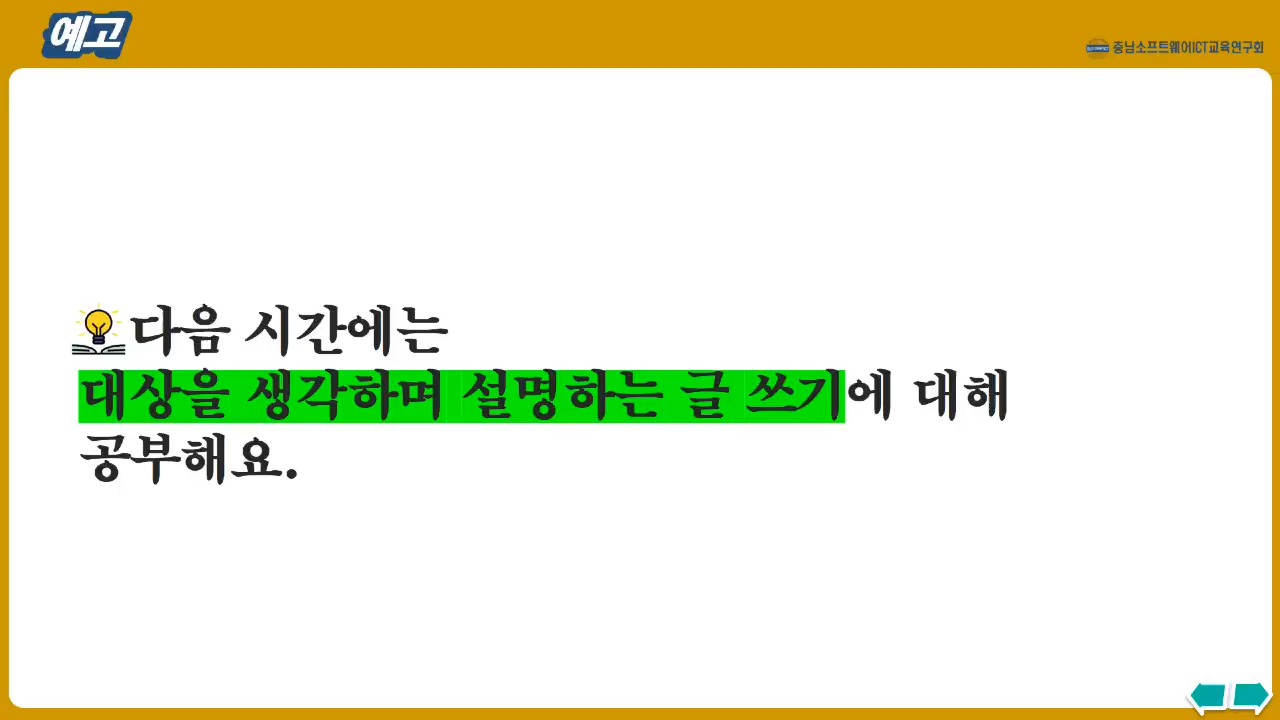 예고
충남소프트웨어ICT교육연구회
다음 시간에는
대상을 생각하며 설명하는 글 쓰기에 대해
공부해요.